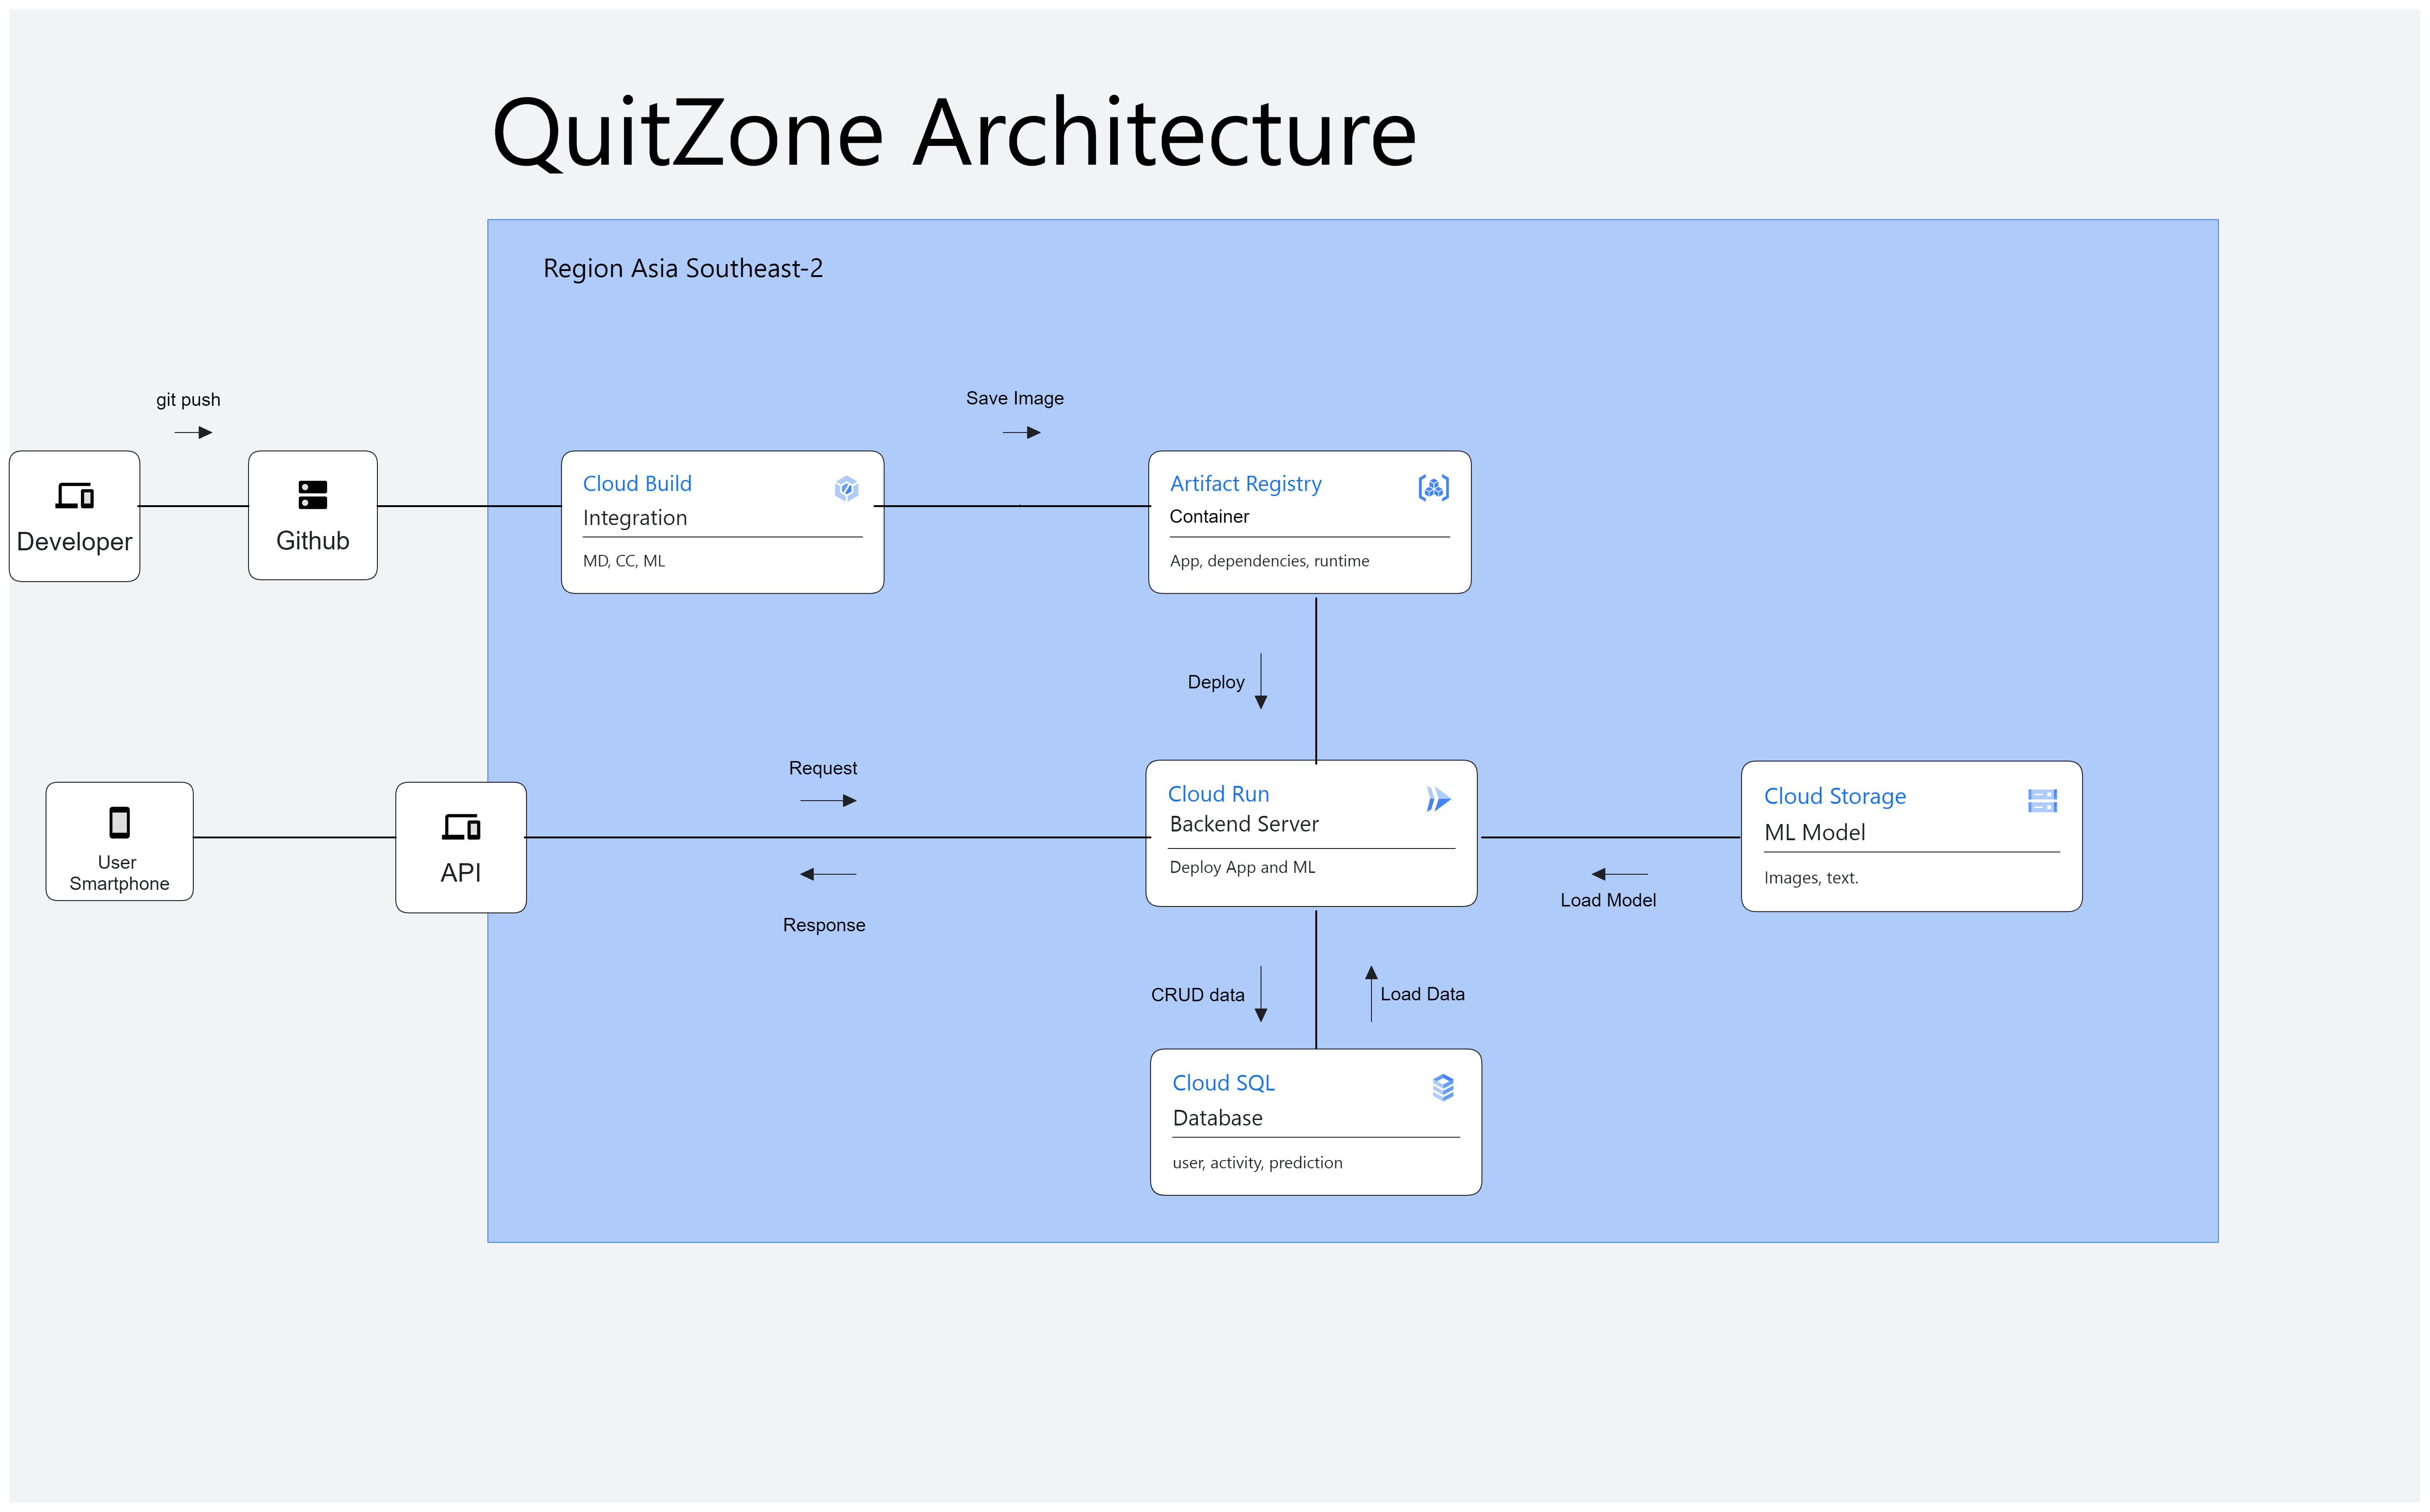 QuitZone Architecture
Region Asia Southeast-2
git push
Save Image
Developer
Github
Cloud Build
Integration
MD, CC, ML
Artifact Registry
Container
App, dependencies, runtime
Deploy
Request
User
Smartphone
API
Response
Cloud Run
Backend Server
Deploy App and ML
Load Model
Cloud Storage
ML Model
Images, text.
CRUD data
Load Data
Cloud SQL
Database
user, activity, prediction